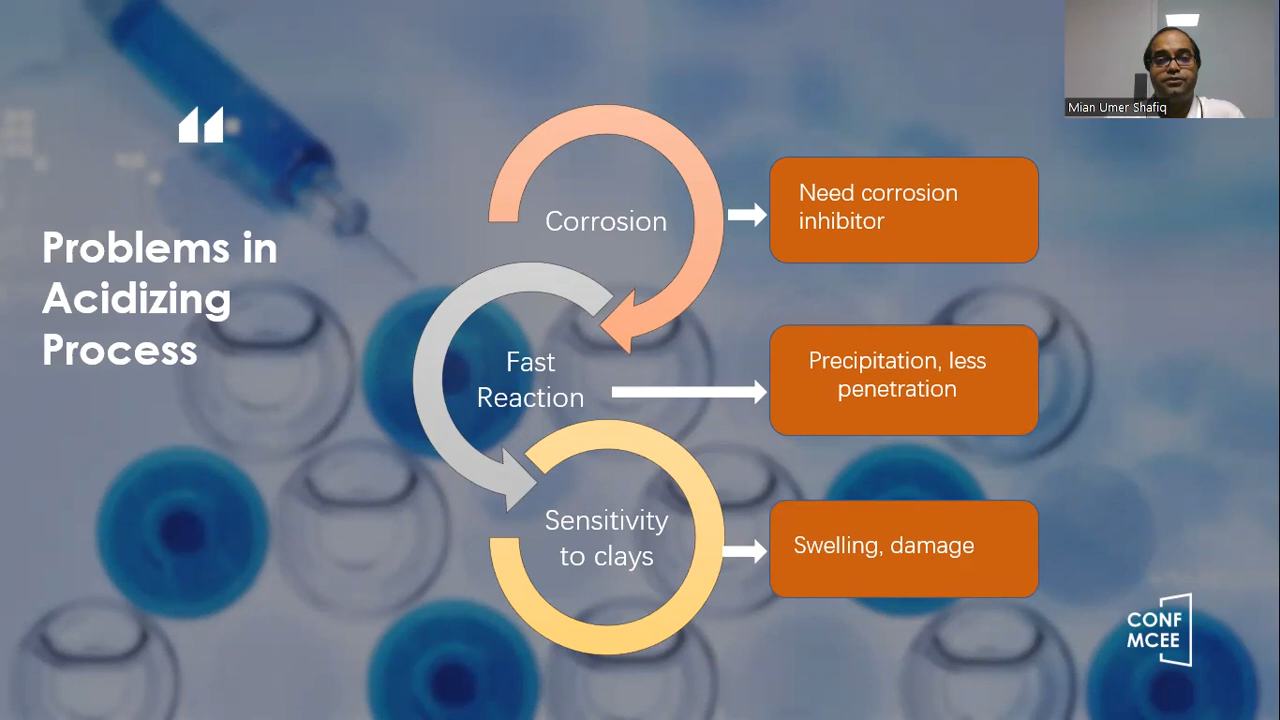 Mian Umer Shafiq
Problems in
Acidizing
Process
Corrosion
Need corrosion
inhibitor
Fast
Reaction
Precipitation, less
penetration
Sensitivity
to clays
Swelling, damage
CONF
MCEE